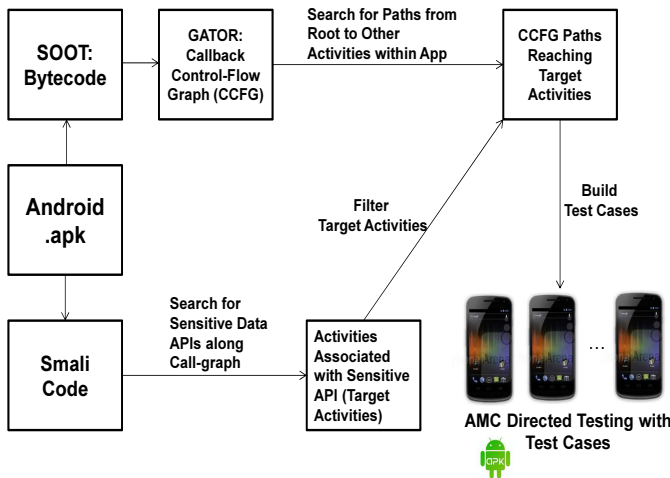 SOOT:
Bytecode
GATOR:
Callback
Control-Flow
Graph (CCFG)
Search for Paths from
Root to Other
Activities within App
CCFG Paths
Reaching
Target
Activities
Android
.apk
Filter
Target Activities
Build
Test Cases
Smali
Code
Search for
Sensitive Data
APIs along
Call-graph
Activities
Associated
with Sensitive
API (Target
Activities)
...
AMC Directed Testing with
Test Cases
apk